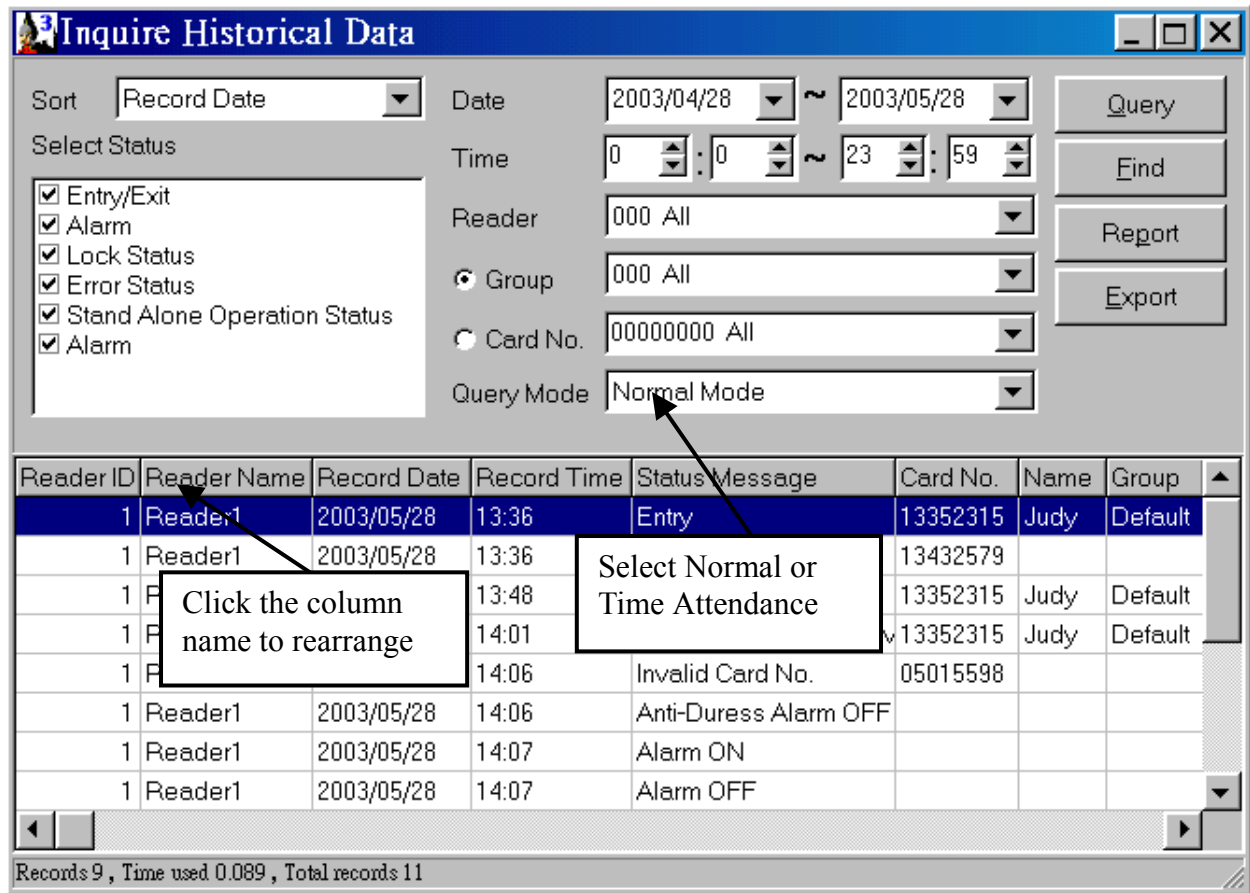 Inquire Historical Data
Sort Record Date
Select Status
Entry/Exit
Alarm
Lock Status
Error Status
Stand Alone Operation Status
Alarm
Date 2003/04/28 ~ 2003/05/28
Time 0 : 0 ~ 23 : 59
Reader 000 All
Group 000 All
Card No. 00000000 All
Query Mode Normal Mode
Query
Find
Report
Export
Reader ID Reader Name Record Date Record Time Status Message Card No. Name Group
1 Reader1 2003/05/28 13:36 Entry 13352315 Judy Default
1 Reader1 2003/05/28 13:36 13432579
1 13:48 13352315 Judy Default
1 14:01 13352315 Judy Default
1 14:06 Invalid Card No. 05015598
1 Reader1 2003/05/28 14:06 Anti-Duress Alarm OFF
1 Reader1 2003/05/28 14:07 Alarm ON
1 Reader1 2003/05/28 14:07 Alarm OFF
Click the column
name to rearrange
Select Normal or
Time Attendance
Records 9 , Time used 0.089 , Total records 11